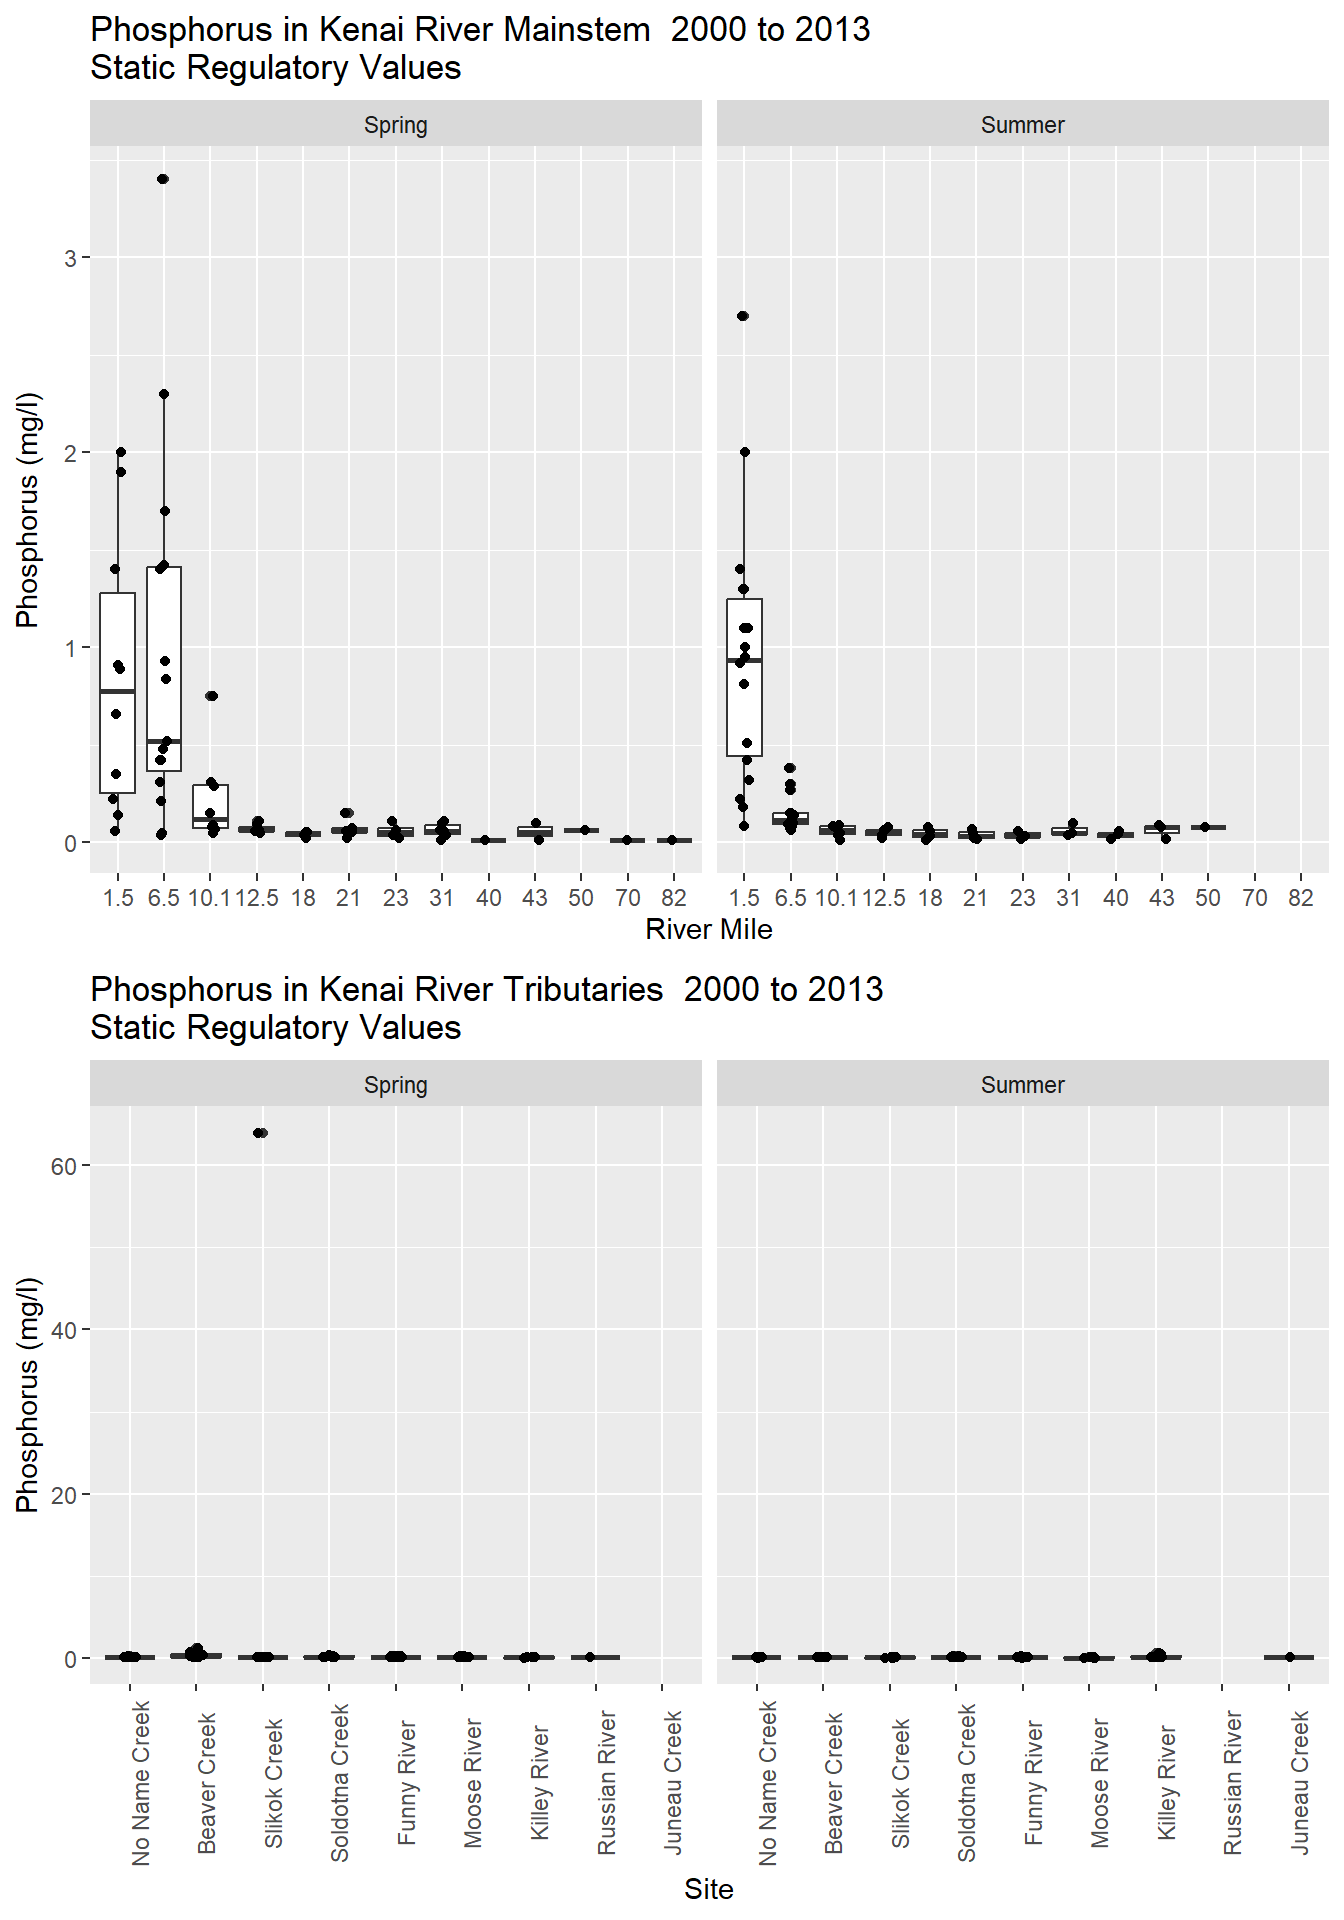 Phosphorus in Kenai River Mainstem  2000 to 2013
Static Regulatory Values
Spring
Summer
Phosphorus (mg/l)
3
2
1
0
1.5 6.5 10.1 12.5 18 21 23 31 40 43 50 70 82
1.5 6.5 10.1 12.5 18 21 23 31 40 43 50 70 82
River Mile
Phosphorus in Kenai River Tributaries  2000 to 2013
Static Regulatory Values
Spring
Summer
Phosphorus (mg/l)
60
40
20
0
No Name Creek
Beaver Creek
Slikok Creek
Soldotna Creek
Funny River
Moose River
Killey River
Russian River
Juneau Creek
No Name Creek
Beaver Creek
Slikok Creek
Soldotna Creek
Funny River
Moose River
Killey River
Russian River
Juneau Creek
Site